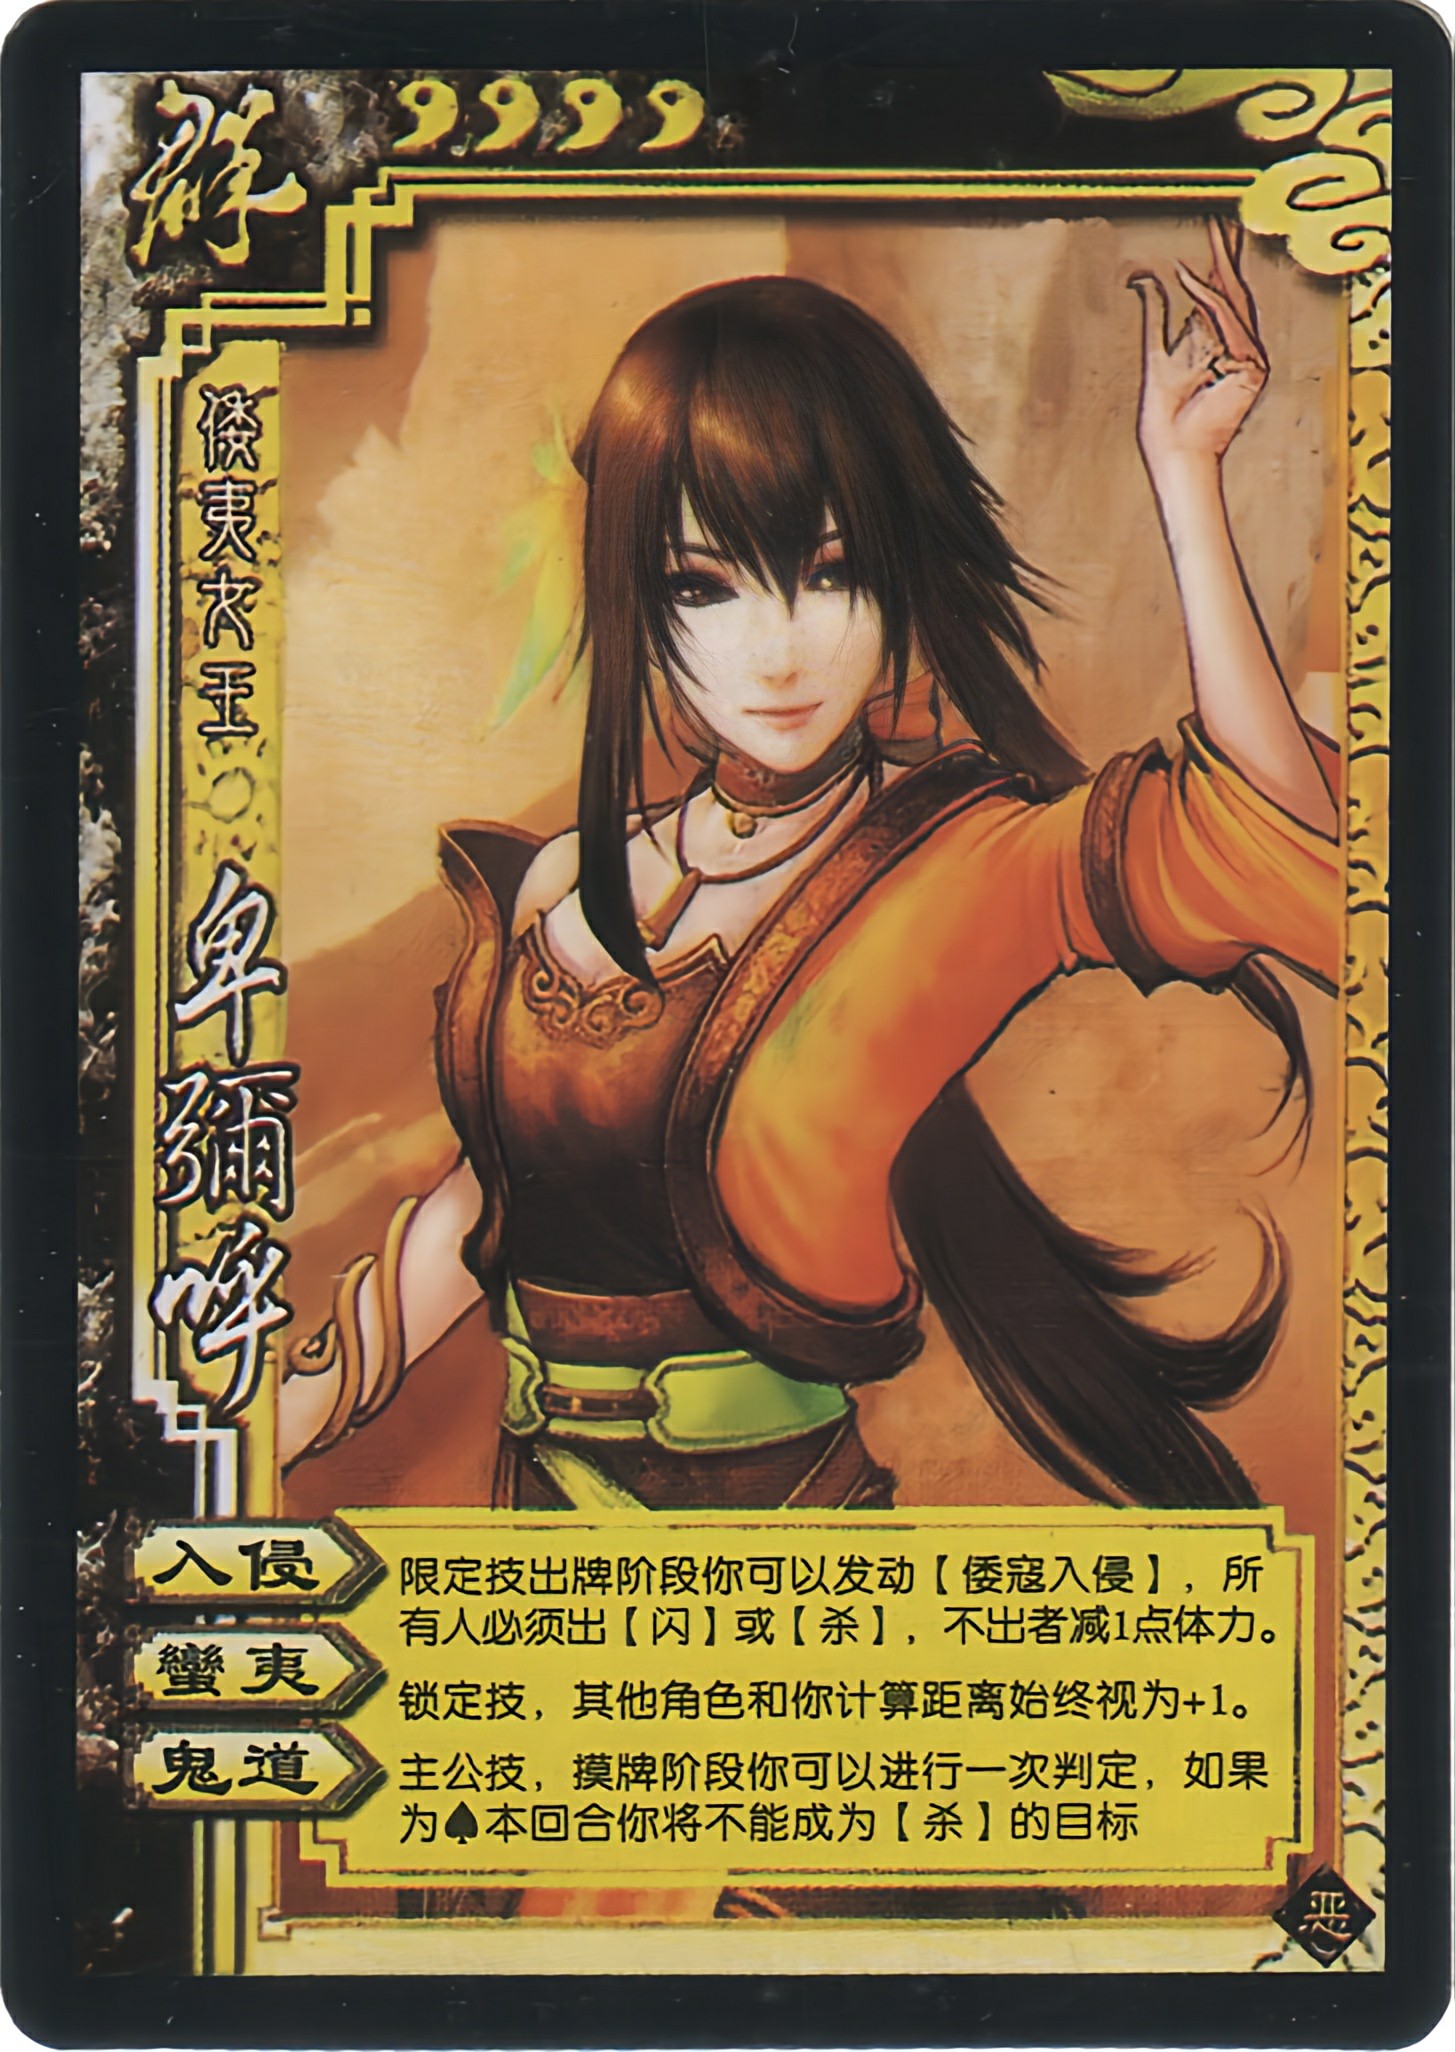 群
倭夷女王
卑彌呼
入侵
限定技出牌阶段你可以发动【倭寇入侵】，所
有人必须出【闪】或【杀】，不出者减1点体力。
蠻夷
锁定技，其他角色和你计算距离始终视为+1。
鬼道
主公技，摸牌阶段你可以进行一次判定，如果
为♠本回合你将不能成为【杀】的目标
恶